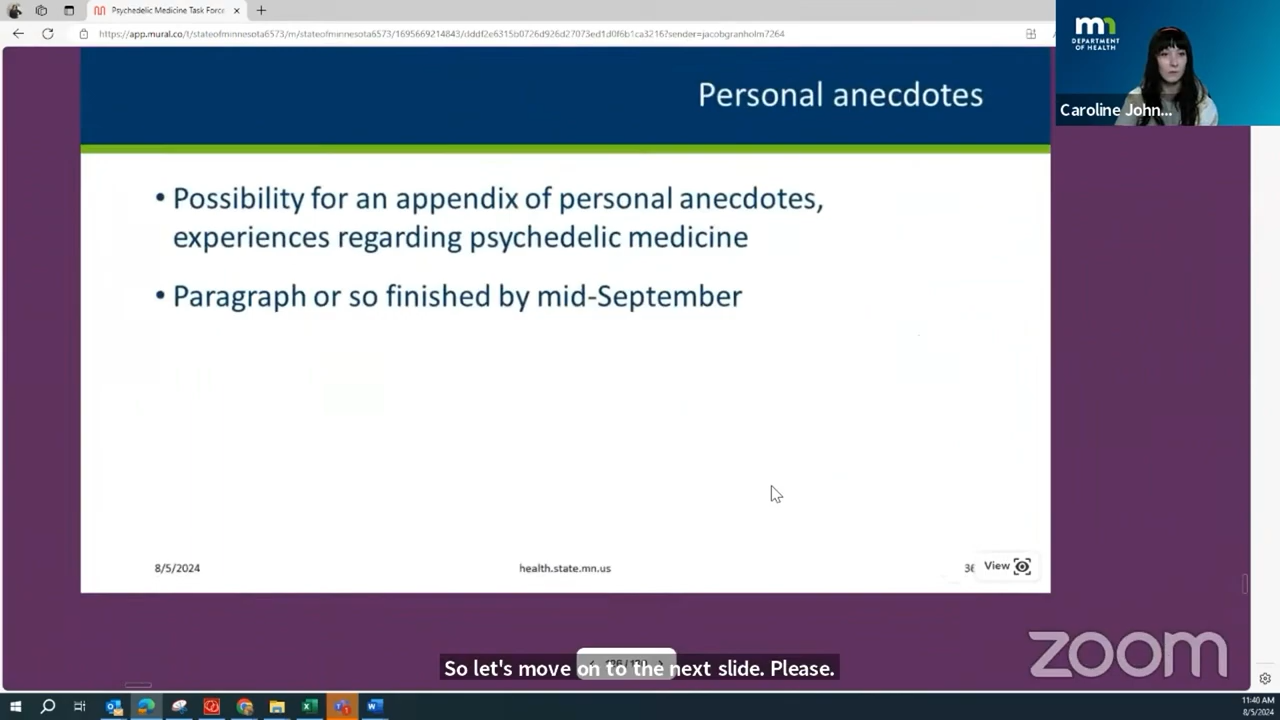 Psychedelic Medicine Task Force
https://app.mural.co/t/stateofminnesota6573/m/stateofminnesota6573/1695669214843/dddf2e6315b0726d926d27073ed1d0f6b1ca3216?sender=jacobgranholm7264
Personal anecdotes
mn
DEPARTMENT
OF HEALTH
Caroline John...
• Possibility for an appendix of personal anecdotes,
experiences regarding psychedelic medicine
• Paragraph or so finished by mid-September
8/5/2024
health.state.mn.us
View
So let's move on to the next slide. Please.
zoom
11:40 AM
8/5/2024